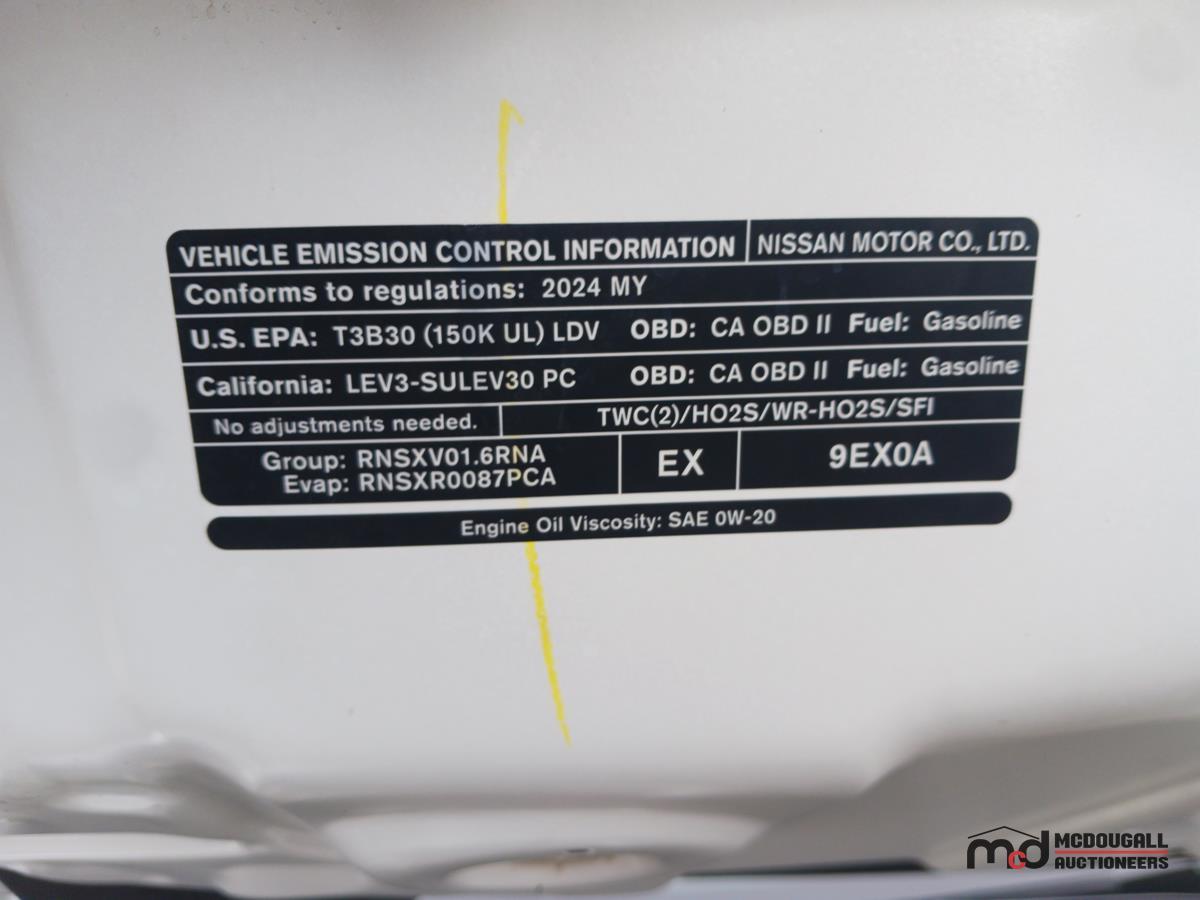 VEHICLE EMISSION CONTROL INFORMATION NISSAN MOTOR CO., LTD.
Conforms to regulations: 2024 MY
U.S. EPA: T3B30 (150K UL) LDV OBD: CA OBD II Fuel: Gasoline
California: LEV3-SULEV30 PC OBD: CA OBD II Fuel: Gasoline
No adjustments needed. TWC(2)/HO2S/WR-HO2S/SFI
Group: RNSXV01.6RNA
Evap: RNSXR0087PCA
EX 9EX0A
Engine Oil Viscosity: SAE 0W-20
mcd MCDOUGALL
AUCTIONEERS